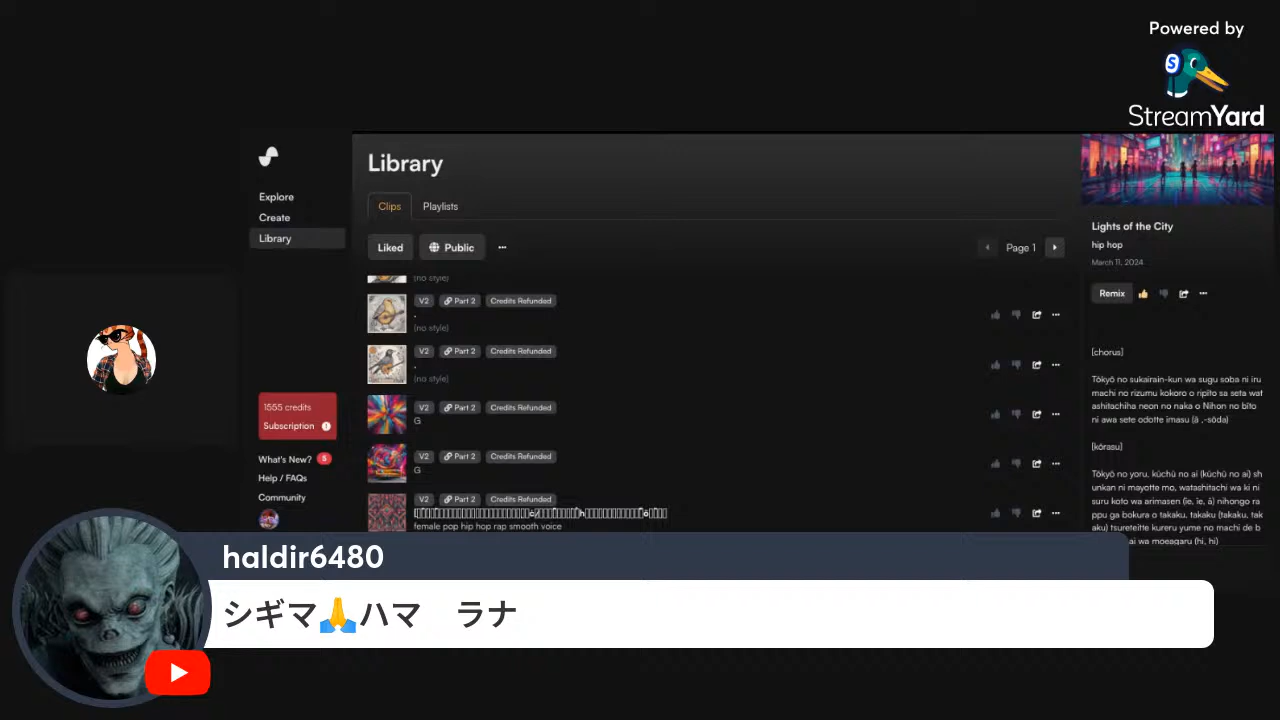 Powered by
StreamYard
Library
Explore
Create
Library
Clips
Playlists
Liked
Public
Page 1
(no style)
V2 Part 2 Credits Refunded
.
(no style)
V2 Part 2 Credits Refunded
.
(no style)
V2 Part 2 Credits Refunded
G
V2 Part 2 Credits Refunded
G
V2 Part 2 Credits Refunded
female pop hip hop rap smooth voice
1555 credits
Subscription
What's New? 5
Help / FAQs
Community
Lights of the City
hip hop
March 11, 2024
Remix
[chorus]
Tōkyō no sukairain-kun wa sugu soba ni iru
machi no rizumu kokoro o ripīto sa seta wat
ashitachiha neon no naka o Nihon no bīto
ni awa sete odotte imasu (ā ,-sōda)
[kōrasu]
Tōkyō no yoru, kūchū no ai (kūchū no ai) sh
unkan ni mayotte mo, watashitachi wa ki ni
suru koto wa arimasen (īe, īe, ā) nihongo ra
ppu ga bokura o takaku, takaku (takaku, tak
aku) tsureteitte kureru yume no machi de b
ai wa moeagaru (hi, hi)
haldir6480
シギマ🙏ハマ　ラナ